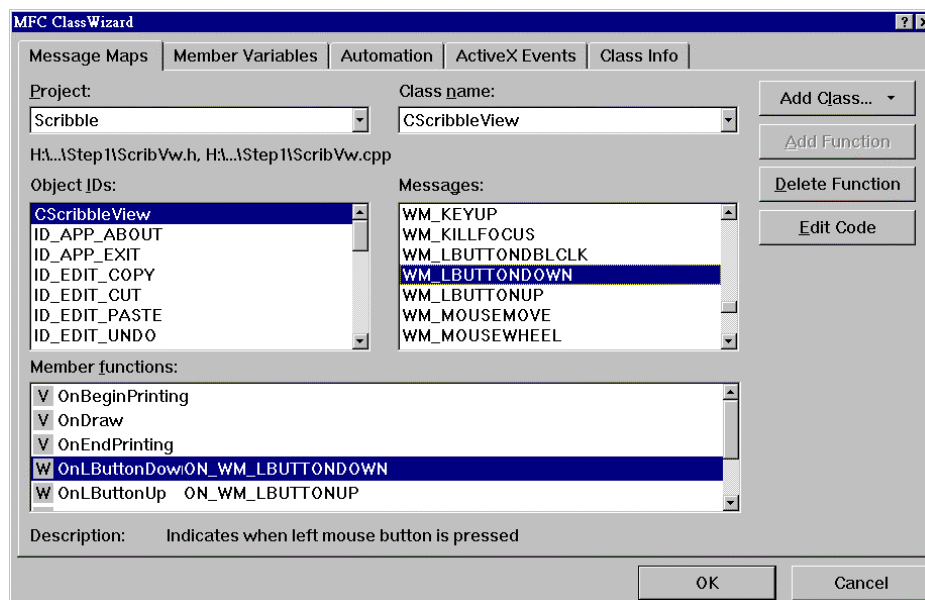 MFC ClassWizard
Message Maps Member Variables Automation ActiveX Events Class Info
Project: Class name:
Scribble CScribbleView
Add Class...
Add Function
H:\...\Step1\ScribVw.h, H:\...\Step1\ScribVw.cpp
Object IDs: Messages:
Delete Function
CScribbleView WM_KEYUP
ID_APP_ABOUT WM_KILLFOCUS
Edit Code
ID_APP_EXIT WM_LBUTTONDBLCLK
ID_EDIT_COPY WM_LBUTTONDOWN
ID_EDIT_CUT WM_LBUTTONUP
ID_EDIT_PASTE WM_MOUSEMOVE
ID_EDIT_UNDO WM_MOUSEWHEEL
Member functions:
V OnBeginPrinting
V OnDraw
V OnEndPrinting
W OnLButtonDow ON_WM_LBUTTONDOWN
W OnLButtonUp ON_WM_LBUTTONUP
Description: Indicates when left mouse button is pressed
OK Cancel